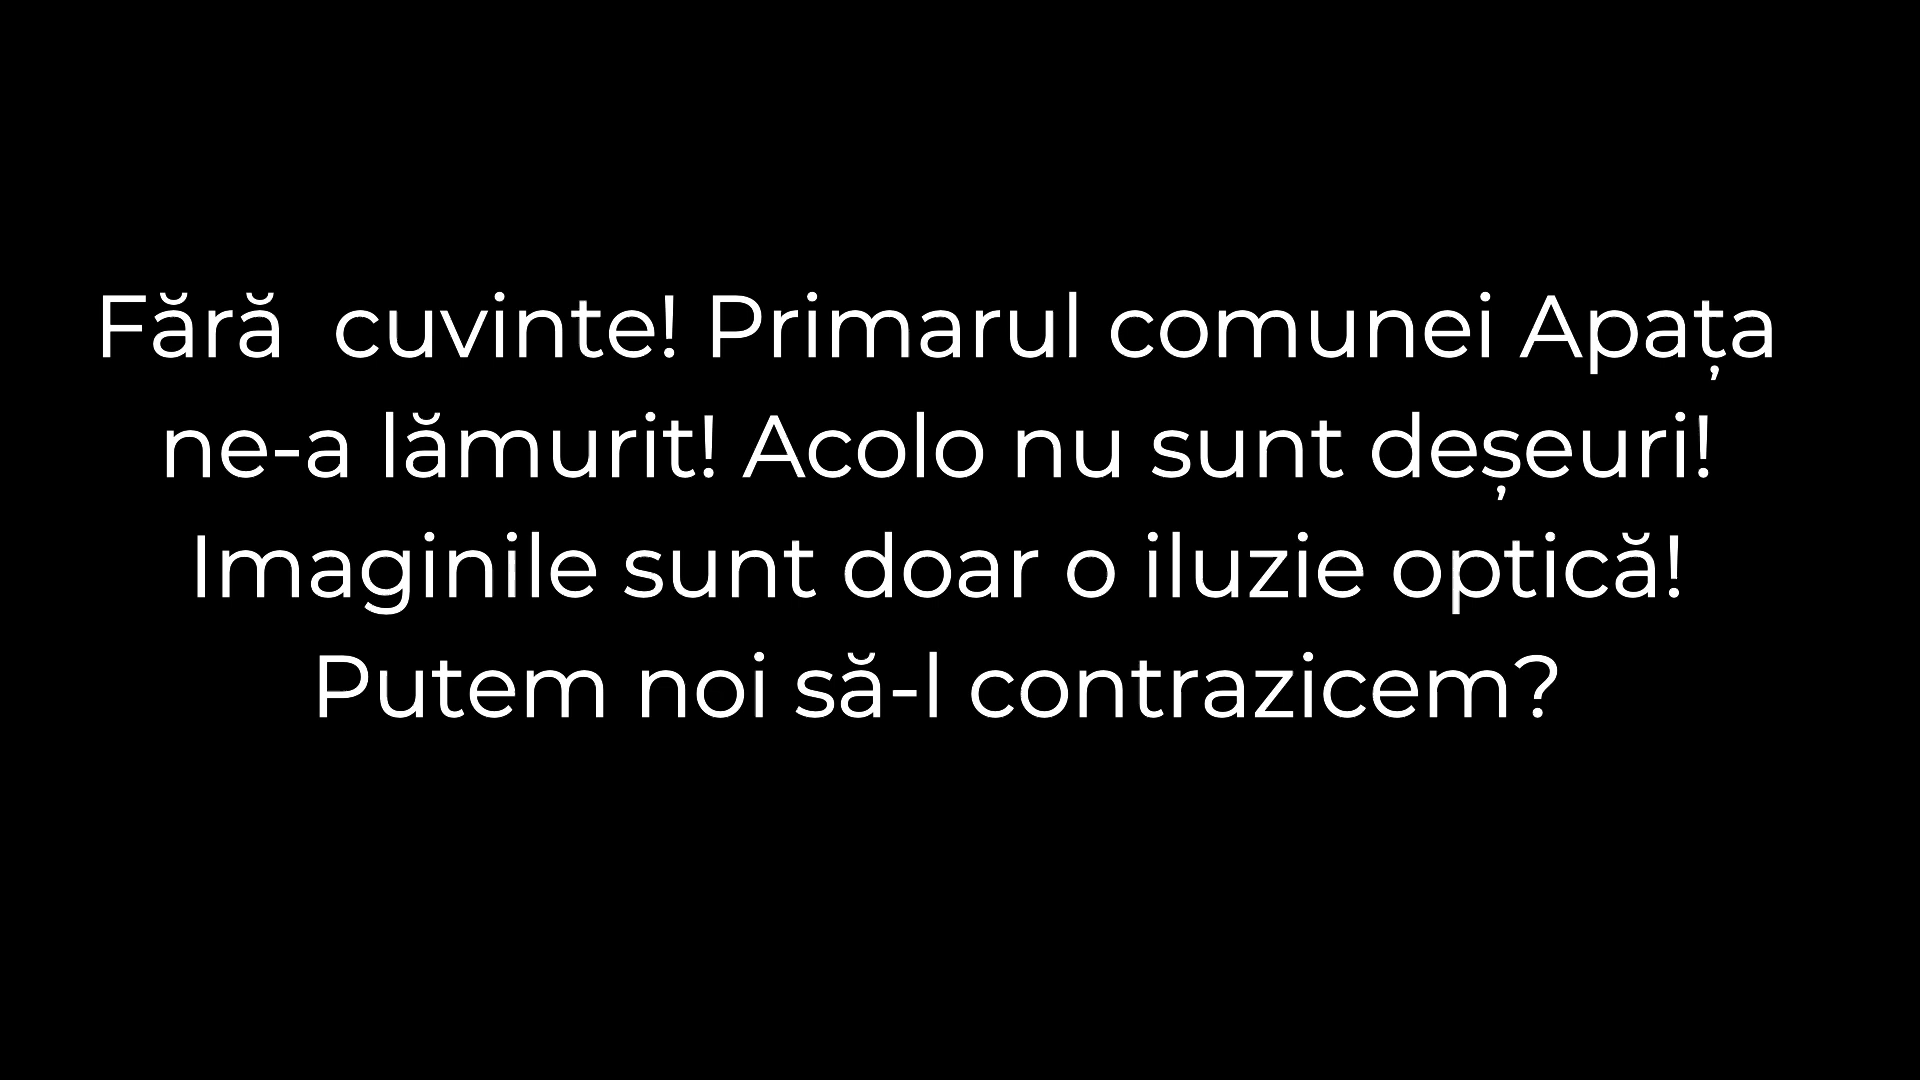 Fără  cuvinte! Primarul comunei Apața
ne-a lămurit! Acolo nu sunt deșeuri!
Imaginile sunt doar o iluzie optică!
Putem noi să-l contrazicem?